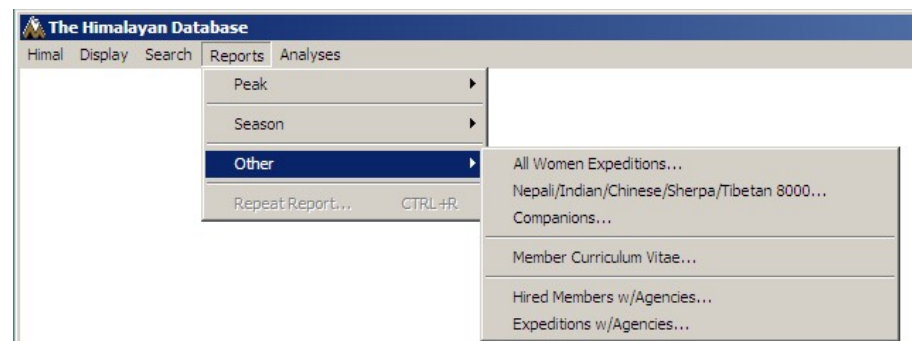 The Himalayan Database
Himal Display Search Reports Analyses
Peak
Season
Other
Repeat Report... CTRL+R
All Women Expeditions...
Nepali/Indian/Chinese/Sherpa/Tibetan 8000...
Companions...
Member Curriculum Vitae...
Hired Members w/Agencies...
Expeditions w/Agencies...